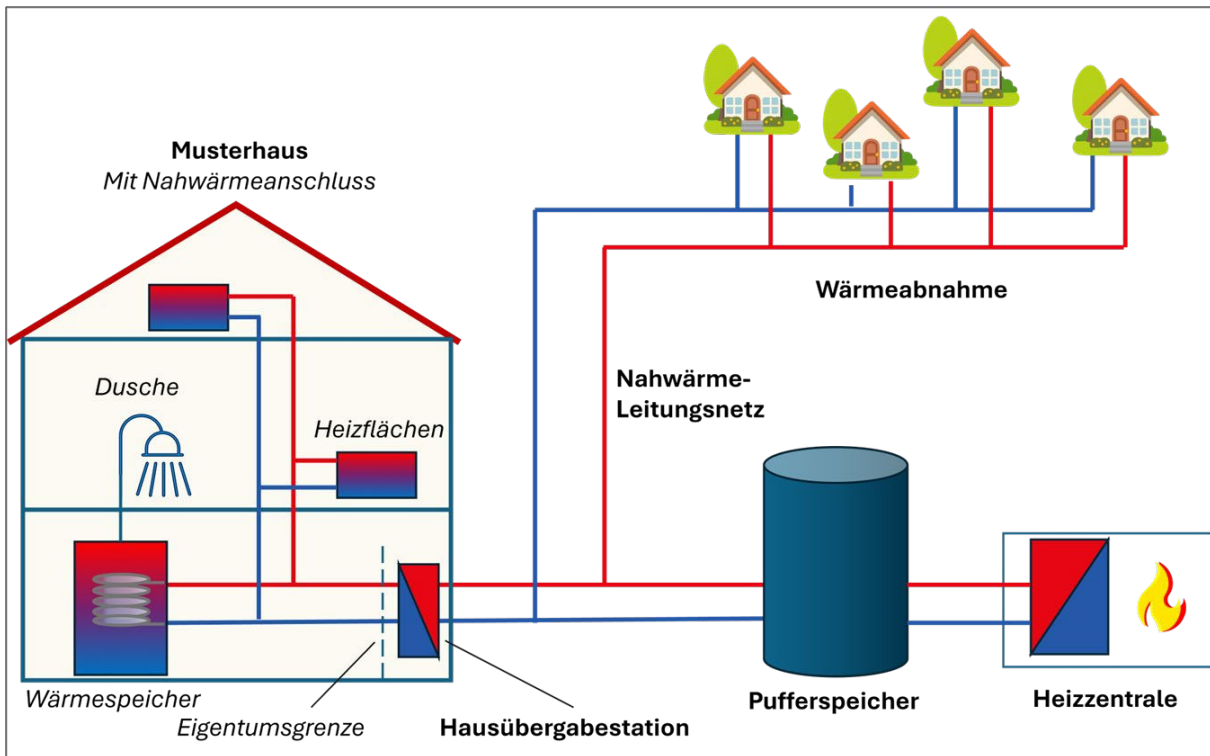 Musterhaus
Mit Nahwärmeanschluss
Wärmeabnahme
Nahwärme-
Leitungsnetz
Dusche
Heizflächen
Wärmespeicher
Eigentumsgrenze
Hausübergabestation
Pufferspeicher
Heizzentrale